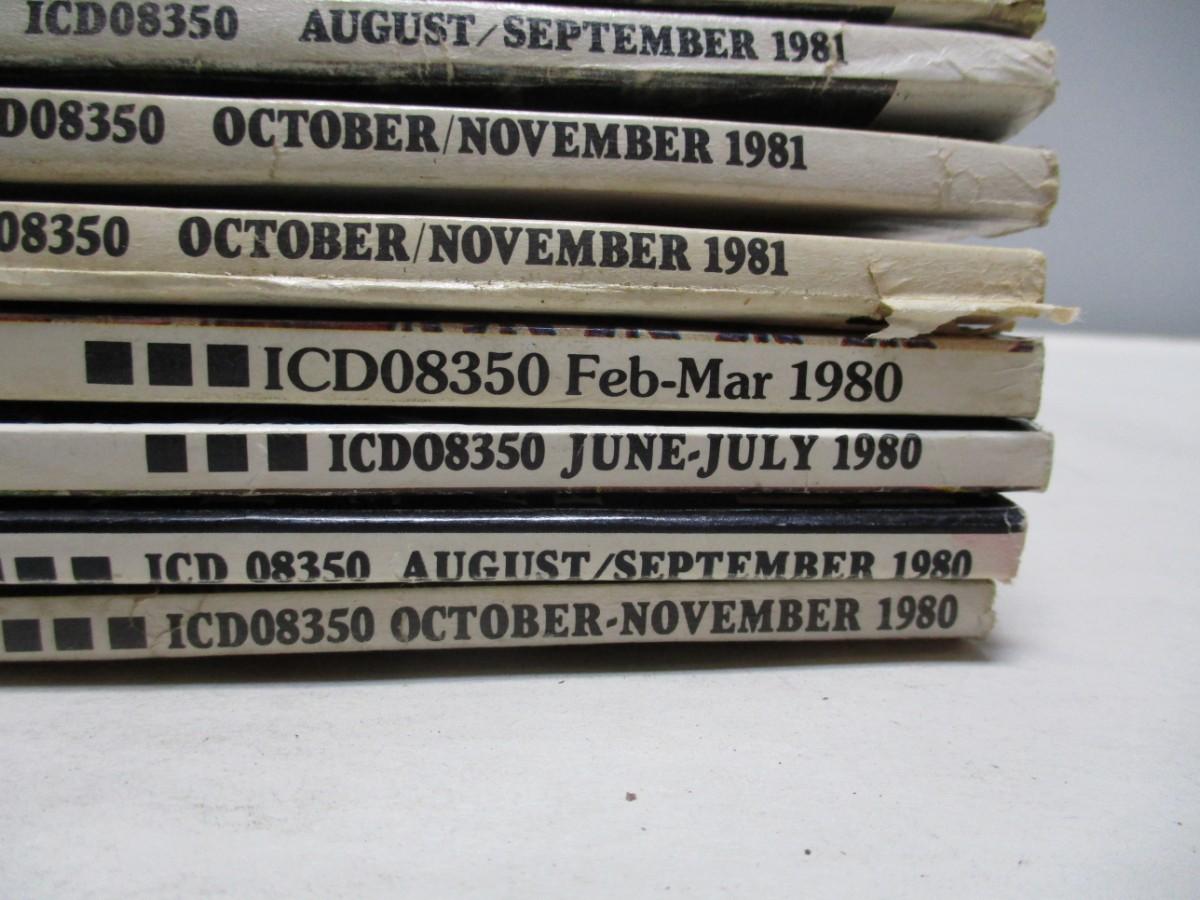 ICD08350 AUGUST/SEPTEMBER 1981
D08350 OCTOBER/NOVEMBER 1981
08350 OCTOBER/NOVEMBER 1981
ICD08350 Feb-Mar 1980
ICD08350 JUNE-JULY 1980
ICD 08350 AUGUST/SEPTEMBER 1980
ICD08350 OCTOBER-NOVEMBER 1980